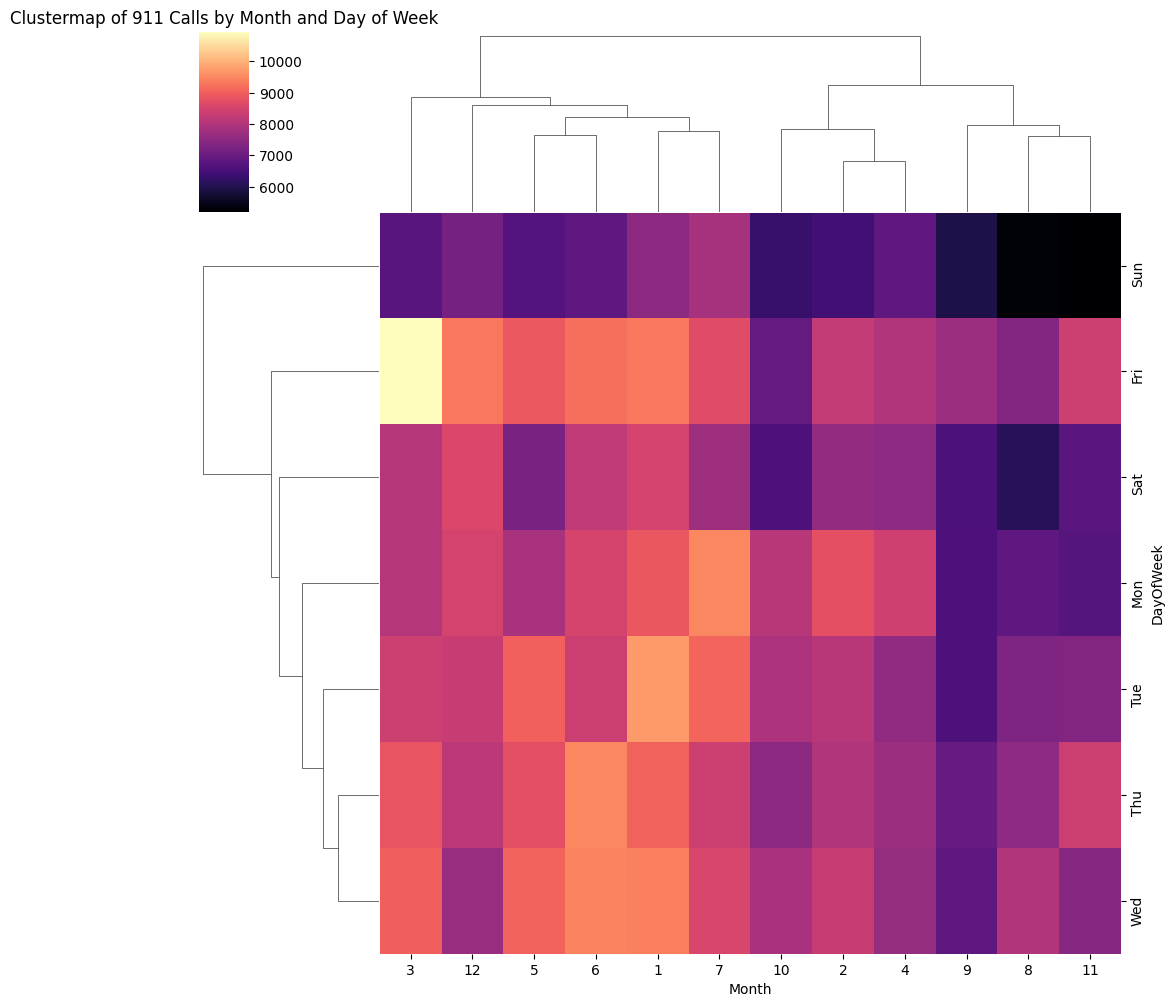 Clustermap of 911 Calls by Month and Day of Week
10000
9000
8000
7000
6000
Sun
Fri
Sat
Mon
Tue
Thu
Wed
DayOfWeek
3 12 5 6 1 7 10 2 4 9 8 11
Month